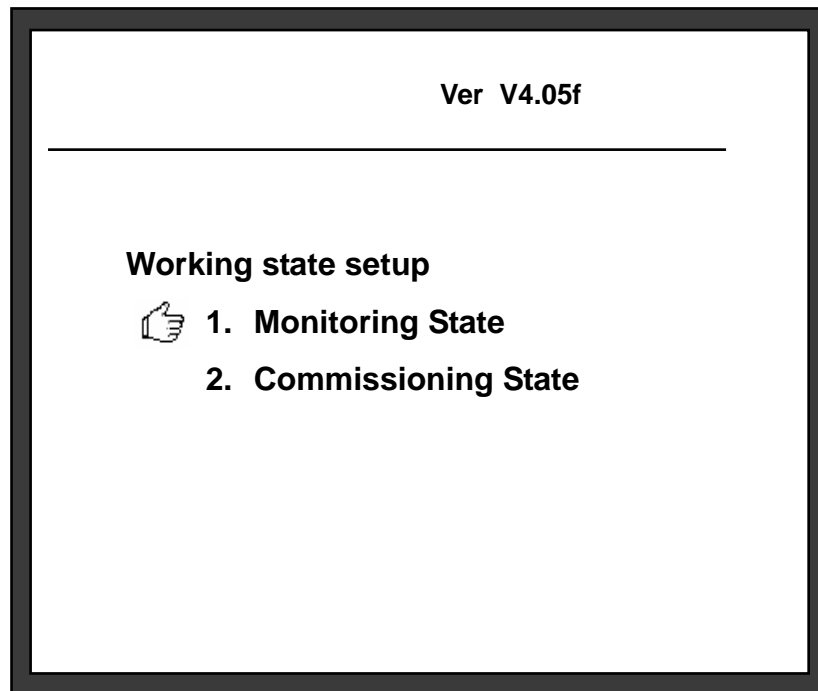 Ver V4.05f
Working state setup
1. Monitoring State
2. Commissioning State